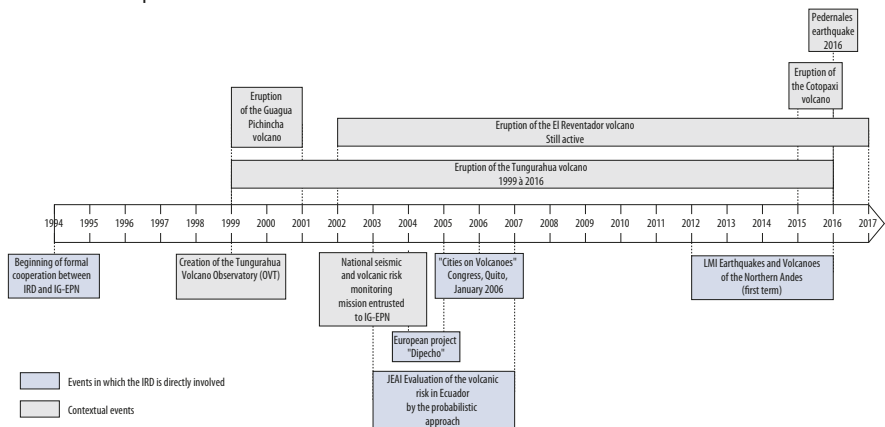 Pedernales
earthquake
2016
Eruption of
the Cotopaxi
volcano
Eruption
of the Guagua
Pichincha
volcano
Eruption of the El Reventador volcano
Still active
Eruption of the Tungurahua volcano
1999 à 2016
1994 1995 1996 1997 1998 1999 2000 2001 2002 2003 2004 2005 2006 2007 2008 2009 2010 2011 2012 2013 2014 2015 2016 2017
Beginning of formal
cooperation between
IRD and IG-EPN
Creation of the Tungurahua
Volcano Observatory (OVT)
National seismic
and volcanic risk
monitoring
mission entrusted
to IG-EPN
"Cities on Volcanoes"
Congress, Quito,
January 2006
LMI Earthquakes and Volcanoes
of the Northern Andes
(first term)
European project
"Dipecho"
JEAI Evaluation of the volcanic
risk in Ecuador
by the probabilistic
approach
Events in which the IRD is directly involved
Contextual events